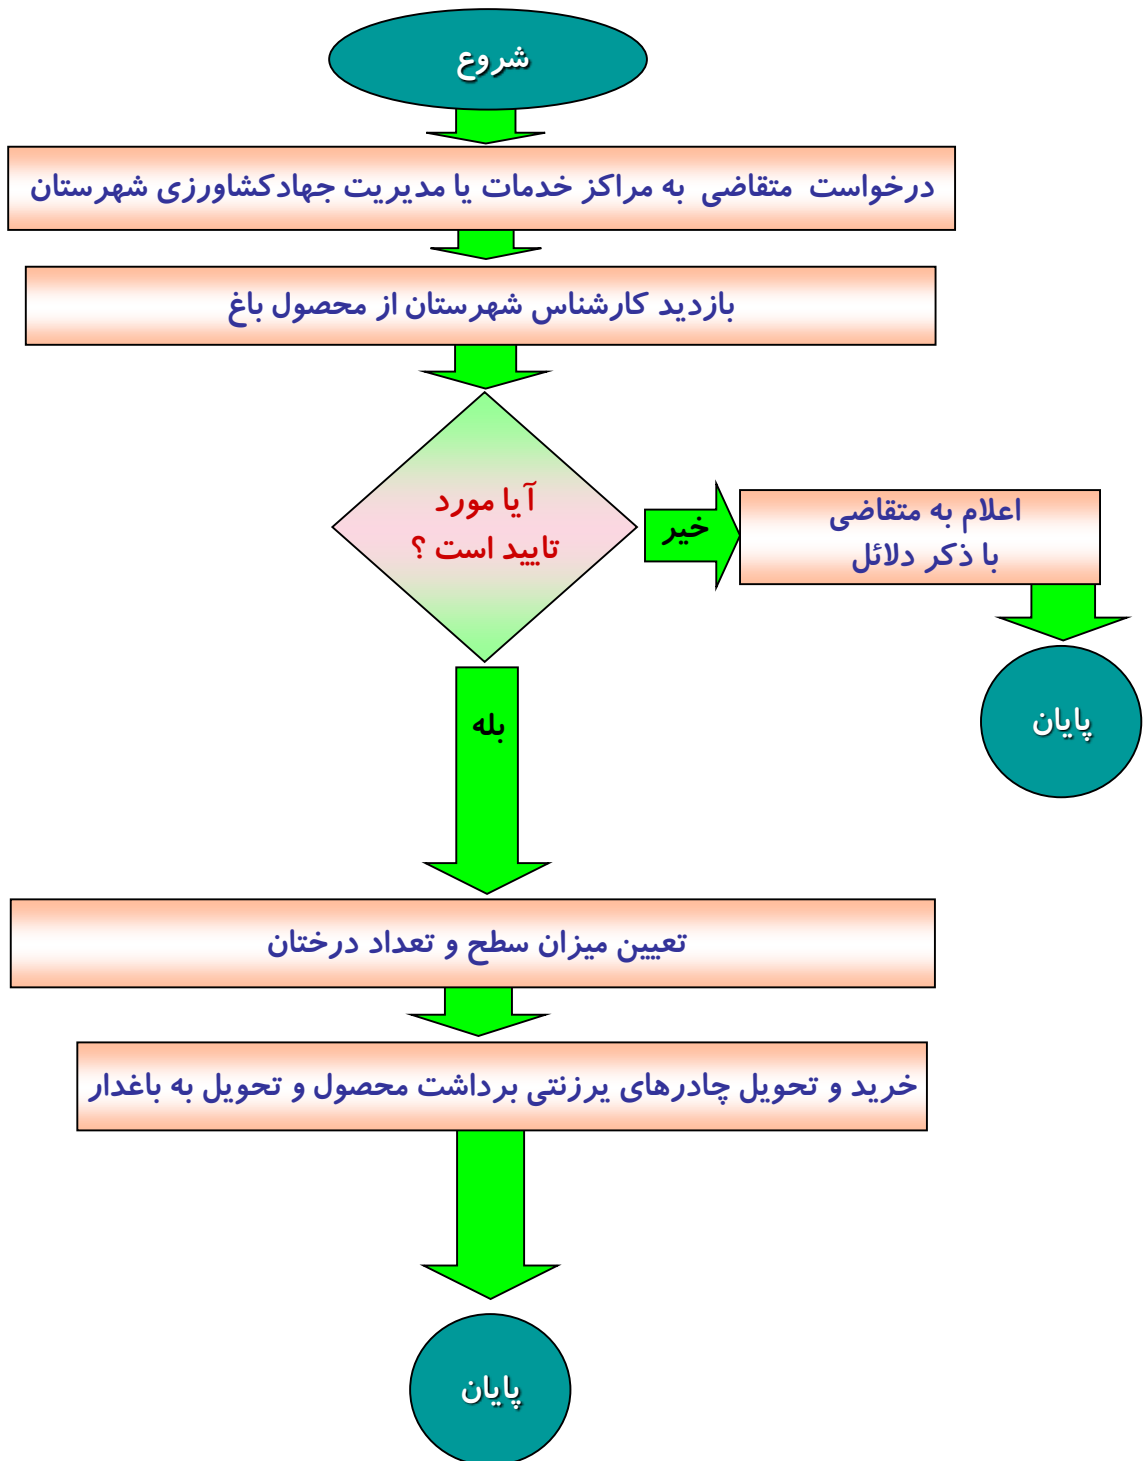 شروع
درخواست متقاضی به مراکز خدمات یا مدیریت جهادکشاورزی شهرستان
بازدید کارشناس شهرستان از محصول باغ
آیا مورد
تایید است ؟
خیر
اعلام به متقاضی
با ذکر دلائل
پایان
بله
تعیین میزان سطح و تعداد درختان
خرید و تحویل چادرهای یرزنتی برداشت محصول و تحویل به باغدار
پایان